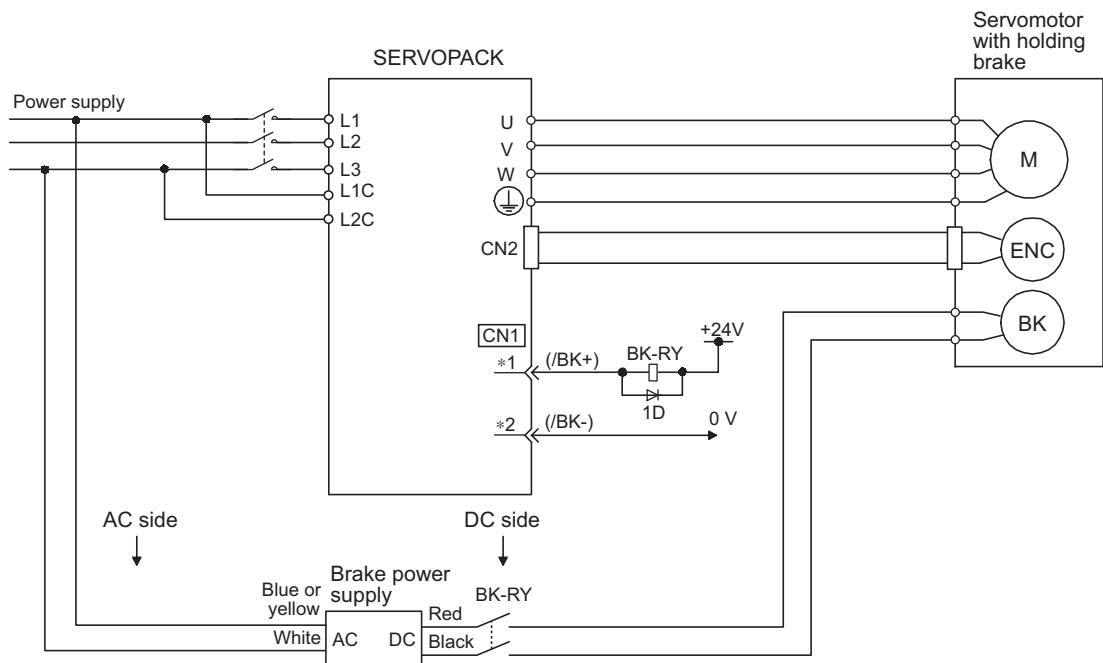 Servomotor
with holding
brake
SERVOPACK
Power supply
L1
L2
L3
L1C
L2C
U
V
W
M
CN2
ENC
CN1
BK
+24V
*1
(/BK+)
BK-RY
1D
*2
(/BK-)
0 V
AC side
DC side
Brake power
supply
Blue or
yellow
White
AC
DC
Red
Black
BK-RY